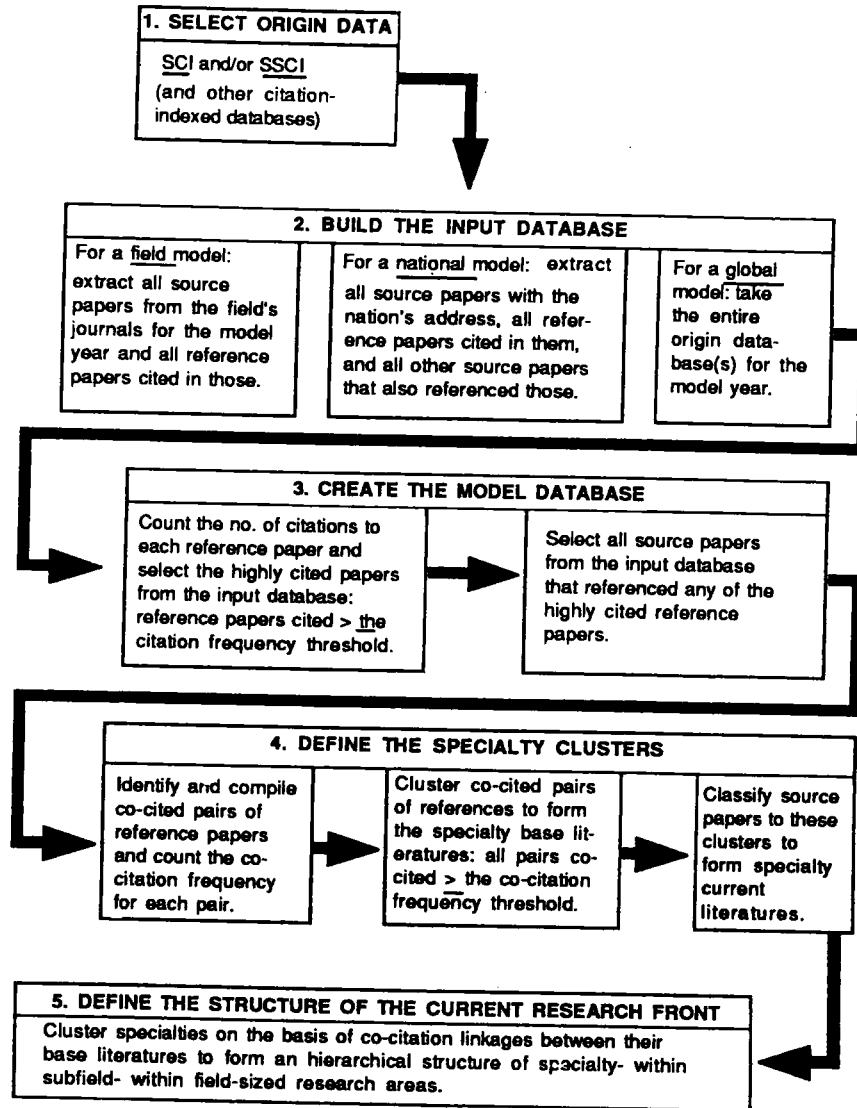 1. SELECT ORIGIN DATA
SCI and/or SSCI
(and other citation-
indexed databases)
2. BUILD THE INPUT DATABASE
For a field model:
extract all source
papers from the field's
journals for the model
year and all reference
papers cited in those.
For a national model: extract
all source papers with the
nation's address, all refer-
ence papers cited in them,
and all other source papers
that also referenced those.
For a global
model: take
the entire
origin data-
base(s) for the
model year.
3. CREATE THE MODEL DATABASE
Count the no. of citations to
each reference paper and
select the highly cited papers
from the input database:
reference papers cited > the
citation frequency threshold.
Select all source papers
from the input database
that referenced any of the
highly cited reference
papers.
4. DEFINE THE SPECIALTY CLUSTERS
Identify and compile
co-cited pairs of
reference papers
and count the co-
citation frequency
for each pair.
Cluster co-cited pairs
of references to form
the specialty base lit-
eratures: all pairs co-
cited > the co-citation
frequency threshold.
Classify source
papers to these
clusters to
form specialty
current
literatures.
5. DEFINE THE STRUCTURE OF THE CURRENT RESEARCH FRONT
Cluster specialties on the basis of co-citation linkages between their
base literatures to form an hierarchical structure of specialty- within
subfield- within field-sized research areas.